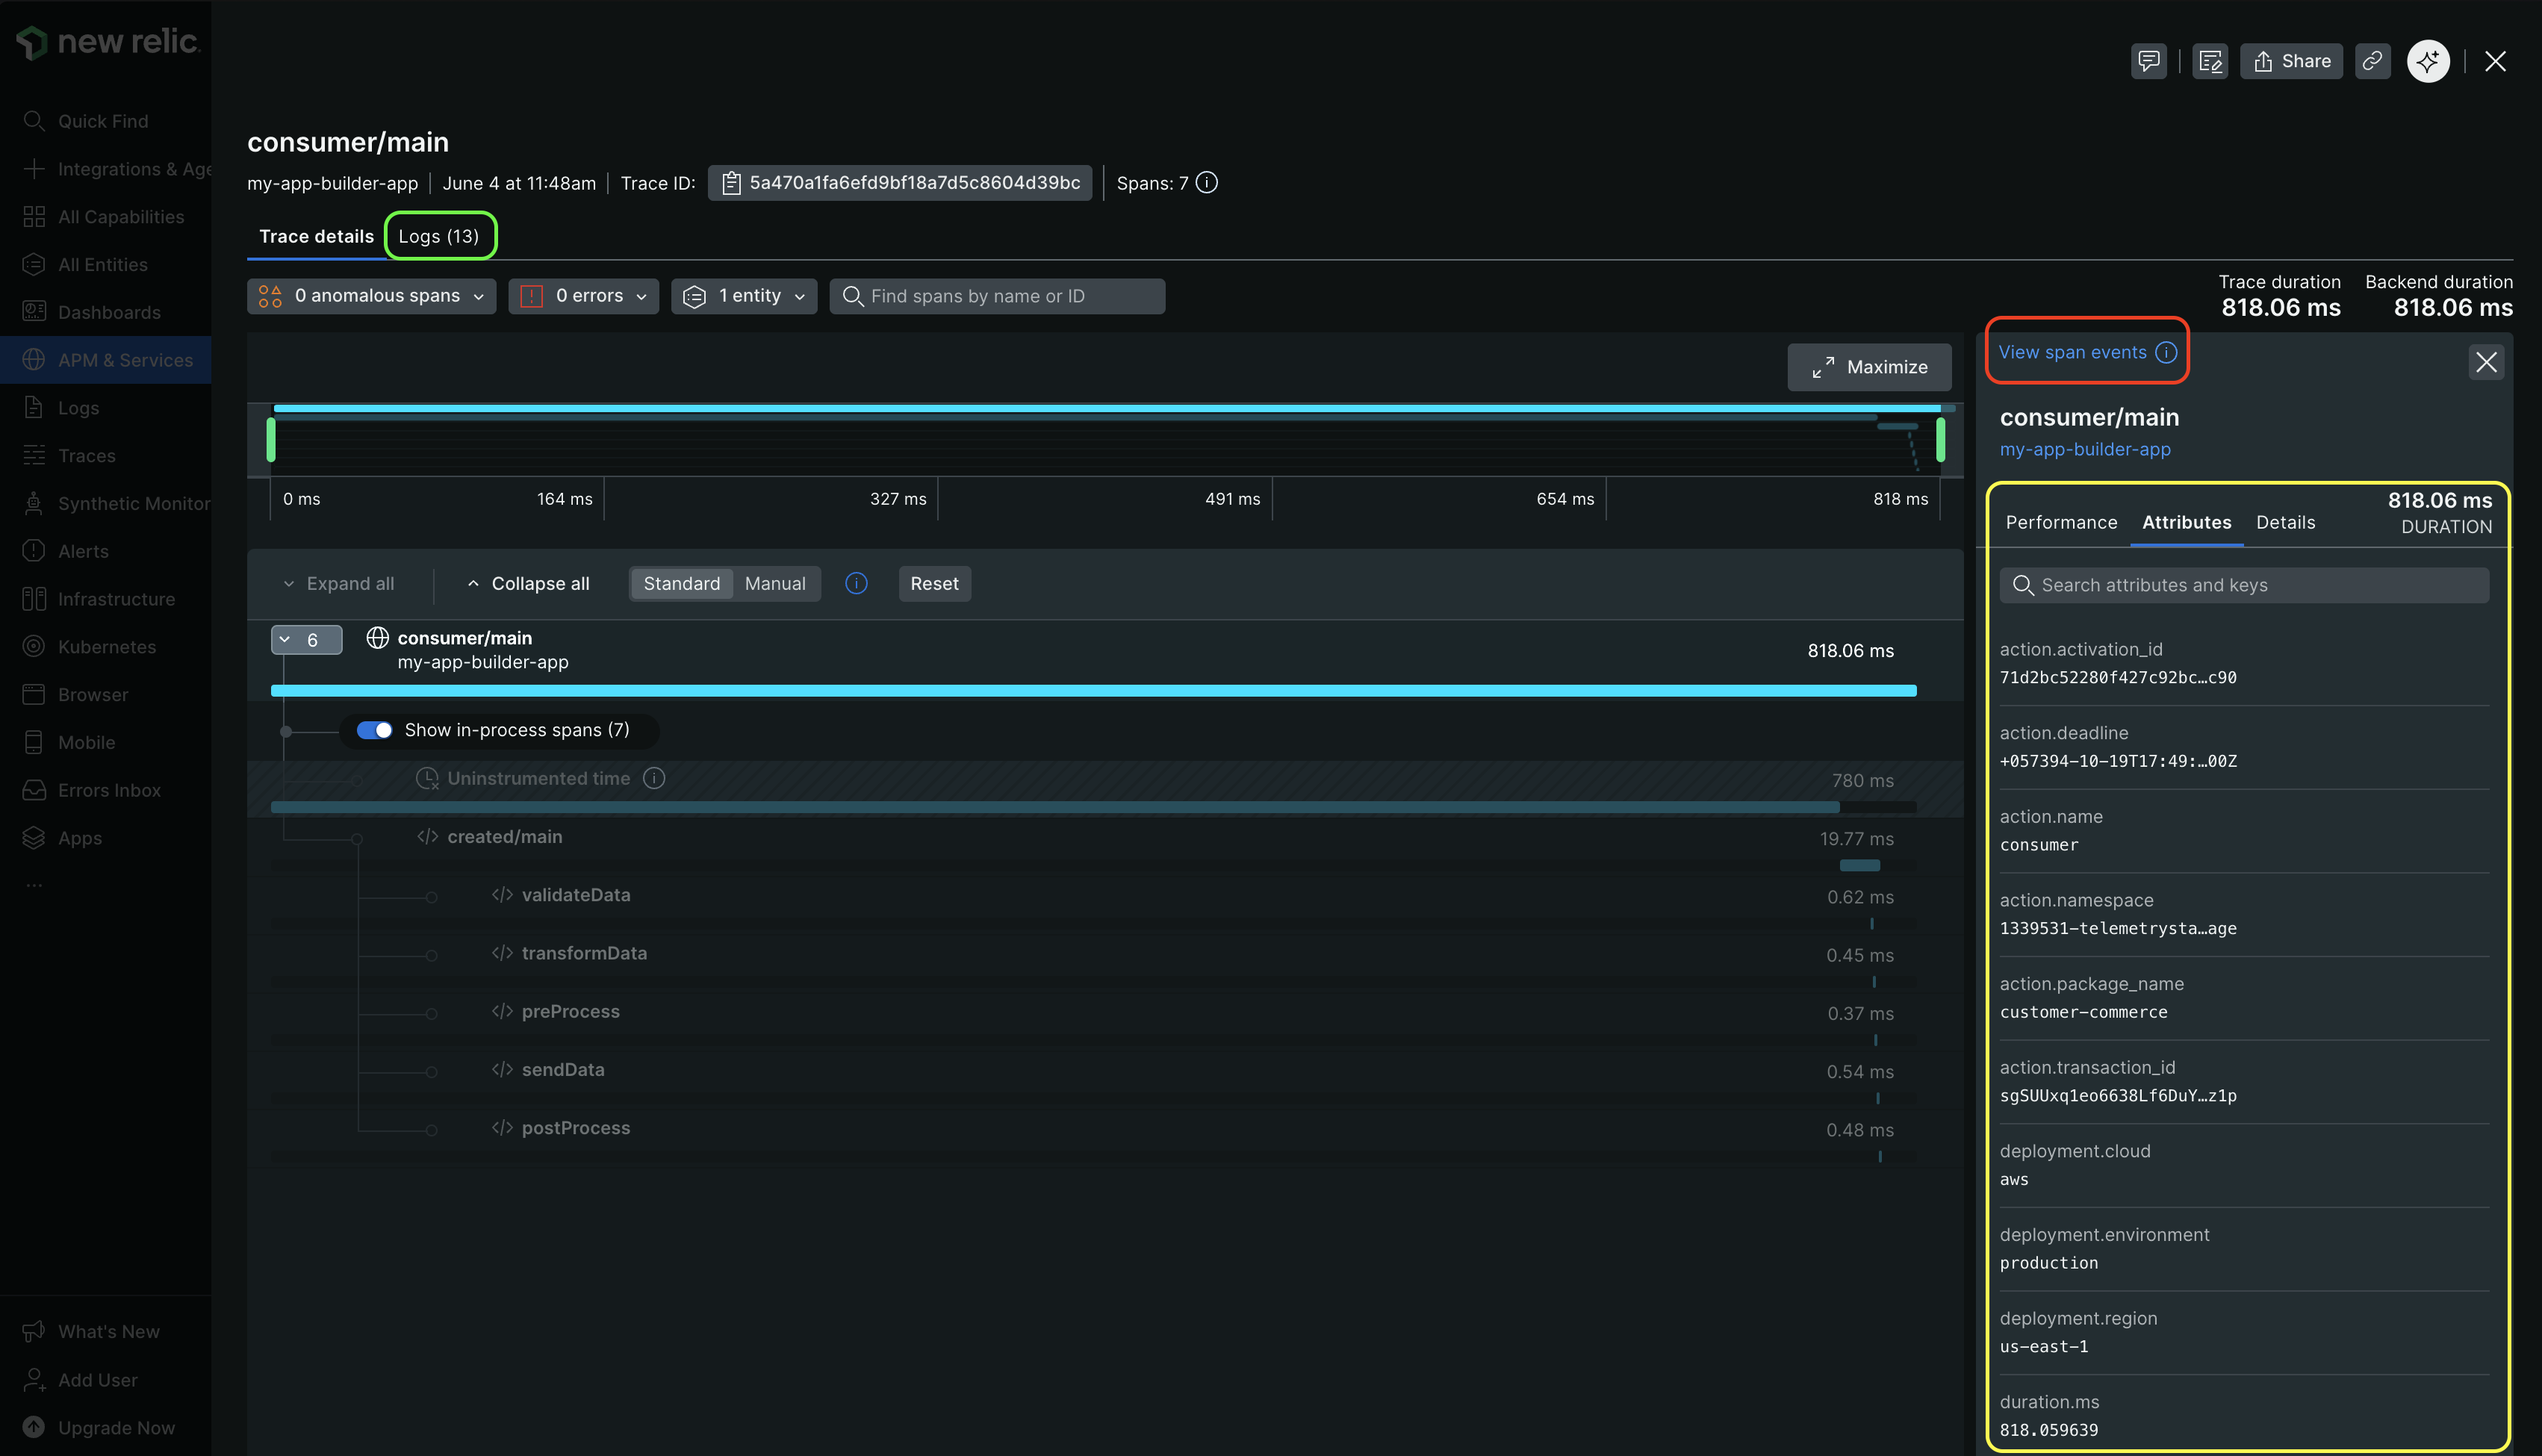 new relic.
Quick Find
Integrations & Age
All Capabilities
All Entities
Dashboards
APM & Services
Logs
Traces
Synthetic Monitor
Alerts
Infrastructure
Kubernetes
Browser
Mobile
Errors Inbox
Apps
...
What's New
Add User
Upgrade Now
Share
consumer/main
my-app-builder-app | June 4 at 11:48am | Trace ID: 5a470a1fa6efd9bf18a7d5c8604d39bc | Spans: 7
Trace details Logs (13)
0 anomalous spans 0 errors 1 entity Find spans by name or ID
Trace duration Backend duration
818.06 ms 818.06 ms
Maximize
0 ms 164 ms 327 ms 491 ms 654 ms 818 ms
Expand all Collapse all Standard Manual Reset
6 consumer/main 818.06 ms
my-app-builder-app
Show in-process spans (7)
Uninstrumented time 780 ms
created/main 19.77 ms
validateData 0.62 ms
transformData 0.45 ms
preProcess 0.37 ms
sendData 0.54 ms
postProcess 0.48 ms
View span events
consumer/main
my-app-builder-app
818.06 ms
Performance Attributes Details DURATION
Search attributes and keys
action.activation_id
71d2bc52280f427c92bc…c90
action.deadline
+057394-10-19T17:49:…00Z
action.name
consumer
action.namespace
1339531-telemetrysta…age
action.package_name
customer-commerce
action.transaction_id
sgSUUxq1eo6638Lf6DuY…z1p
deployment.cloud
aws
deployment.environment
production
deployment.region
us-east-1
duration.ms
818.059639